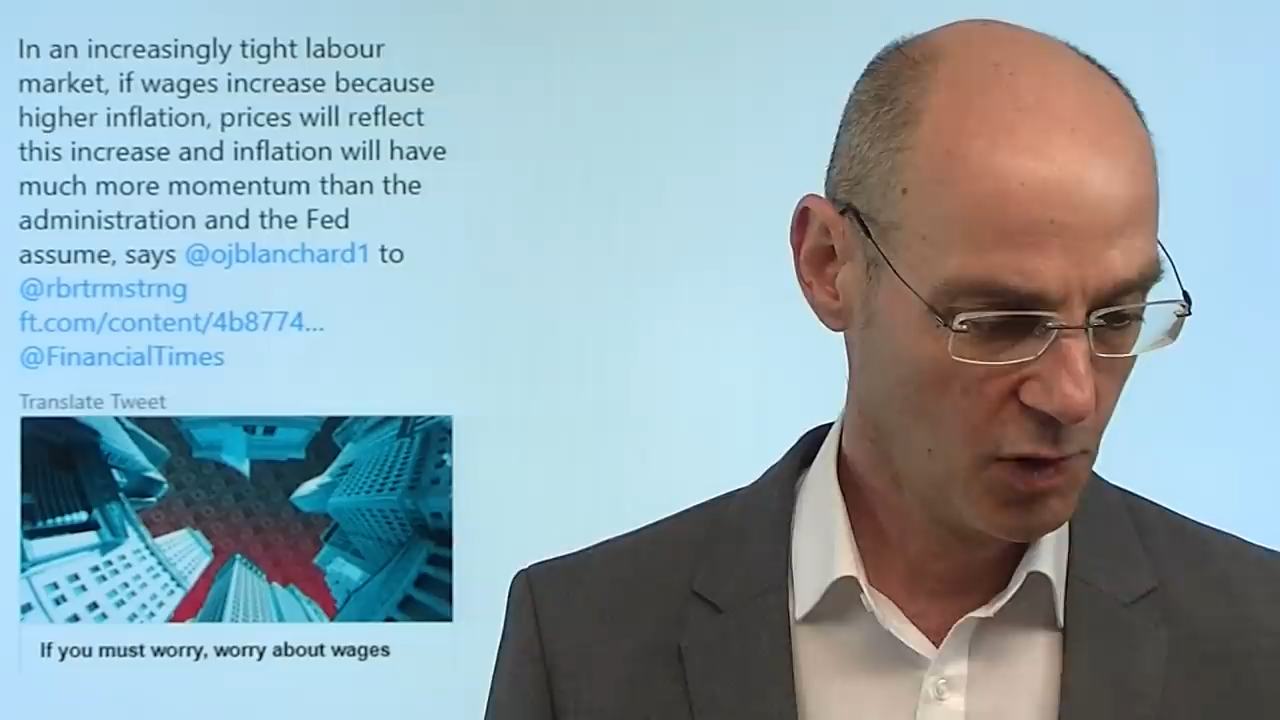 In an increasingly tight labour
market, if wages increase because
higher inflation, prices will reflect
this increase and inflation will have
much more momentum than the
administration and the Fed
assume, says @ojblanchard1 to
@rbrtrmstrng
ft.com/content/4b8774...
@FinancialTimes
Translate Tweet
If you must worry, worry about wages